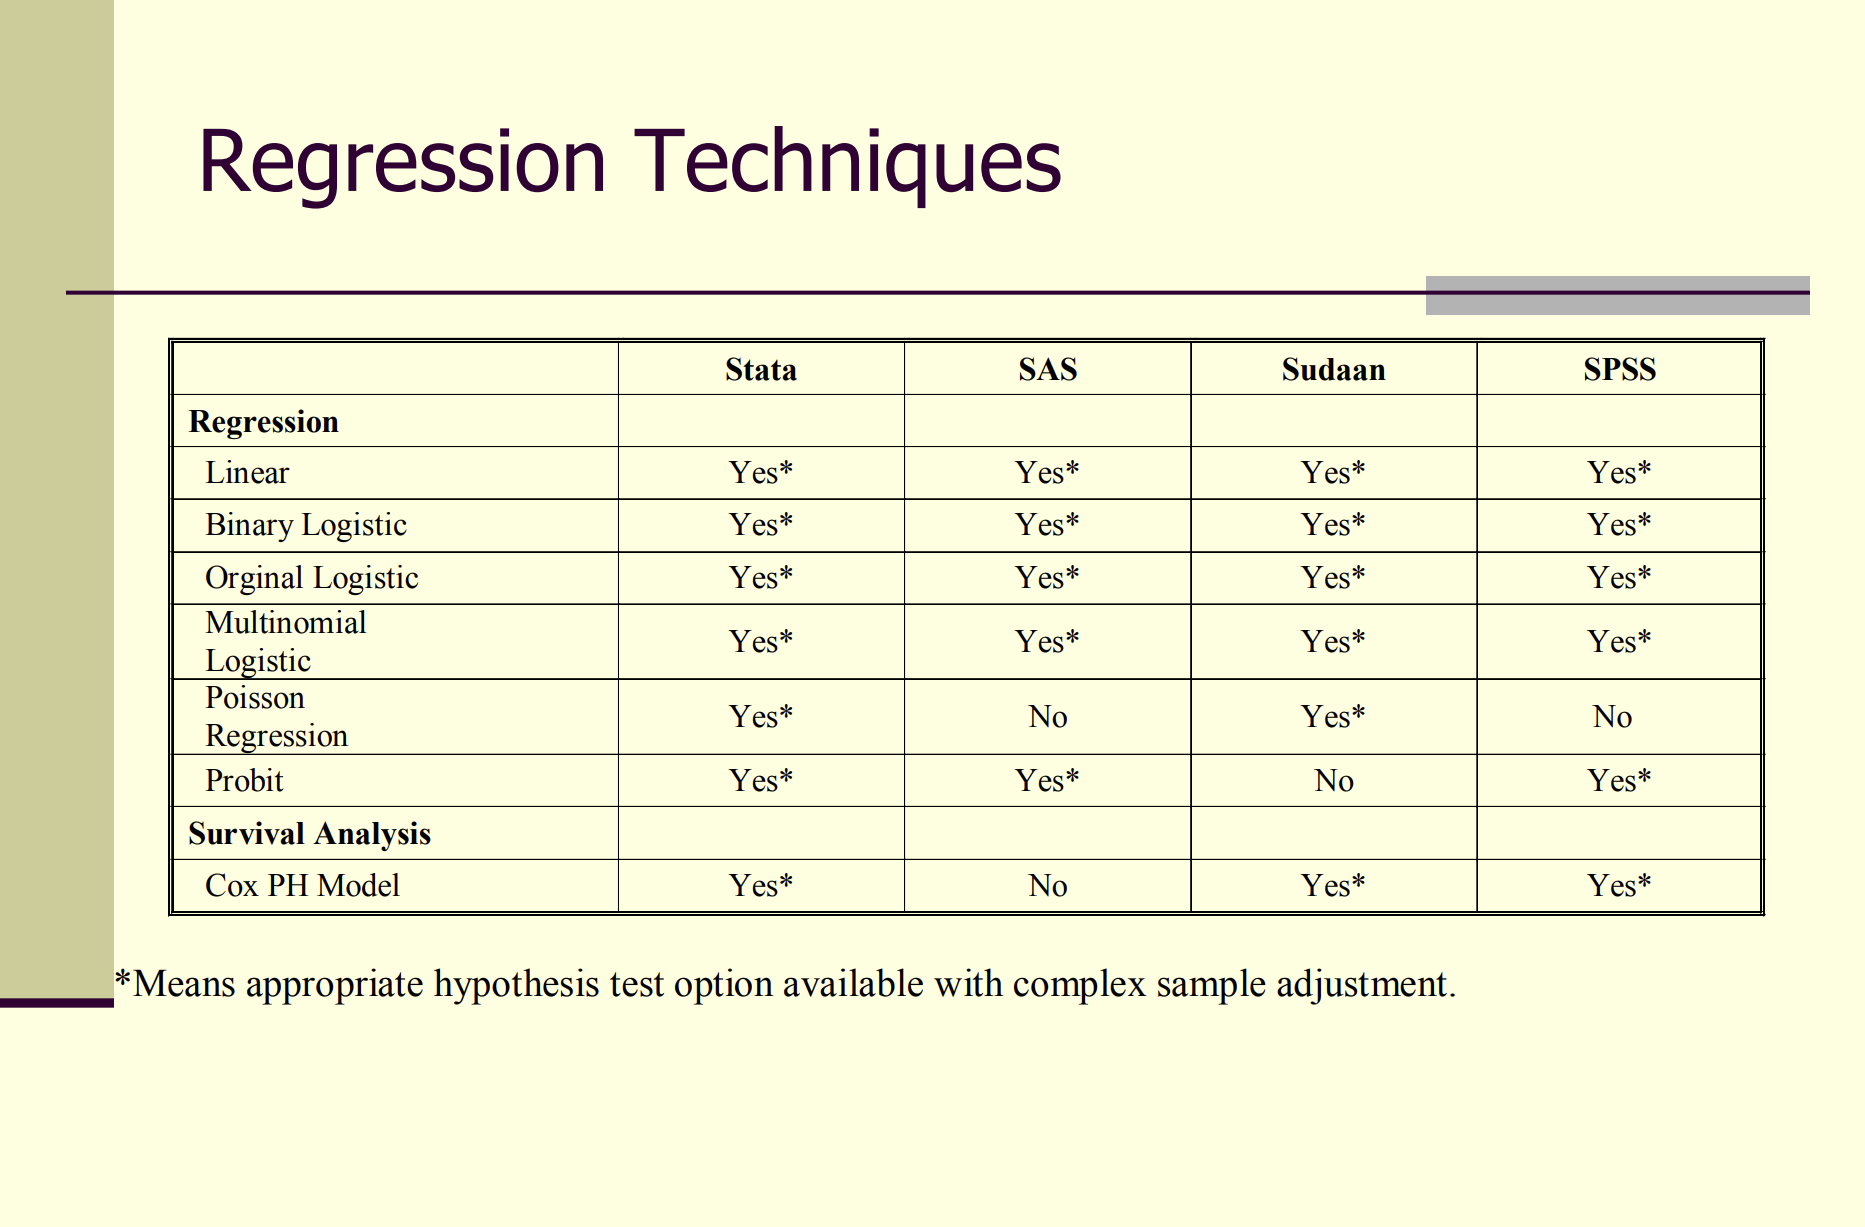 Regression Techniques
Stata SAS Sudaan SPSS
Regression
Linear Yes* Yes* Yes* Yes*
Binary Logistic Yes* Yes* Yes* Yes*
Orginal Logistic Yes* Yes* Yes* Yes*
Multinomial
Logistic Yes* Yes* Yes* Yes*
Poisson
Regression Yes* No Yes* No
Probit Yes* Yes* No Yes*
Survival Analysis
Cox PH Model Yes* No Yes* Yes*
*Means appropriate hypothesis test option available with complex sample adjustment.